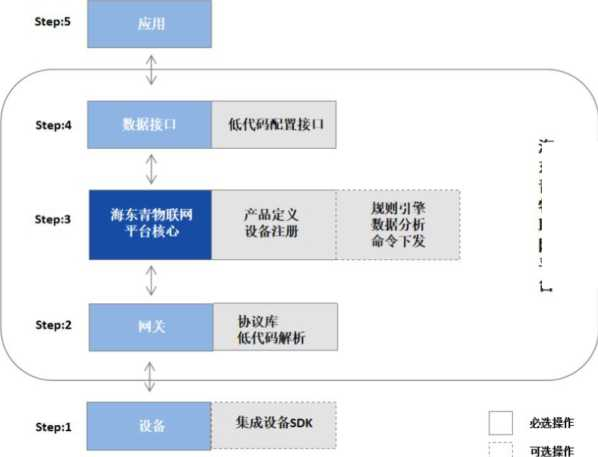 Step:5
应用
Step:4
数据接口
低代码配置接口
Step:3
海东青物联网
平台核心
产品定义
设备注册
规则引擎
数据分析
命令下发
Step:2
网关
协议库
低代码解析
Step:1
设备
集成设备SDK
必选操作
可选操作